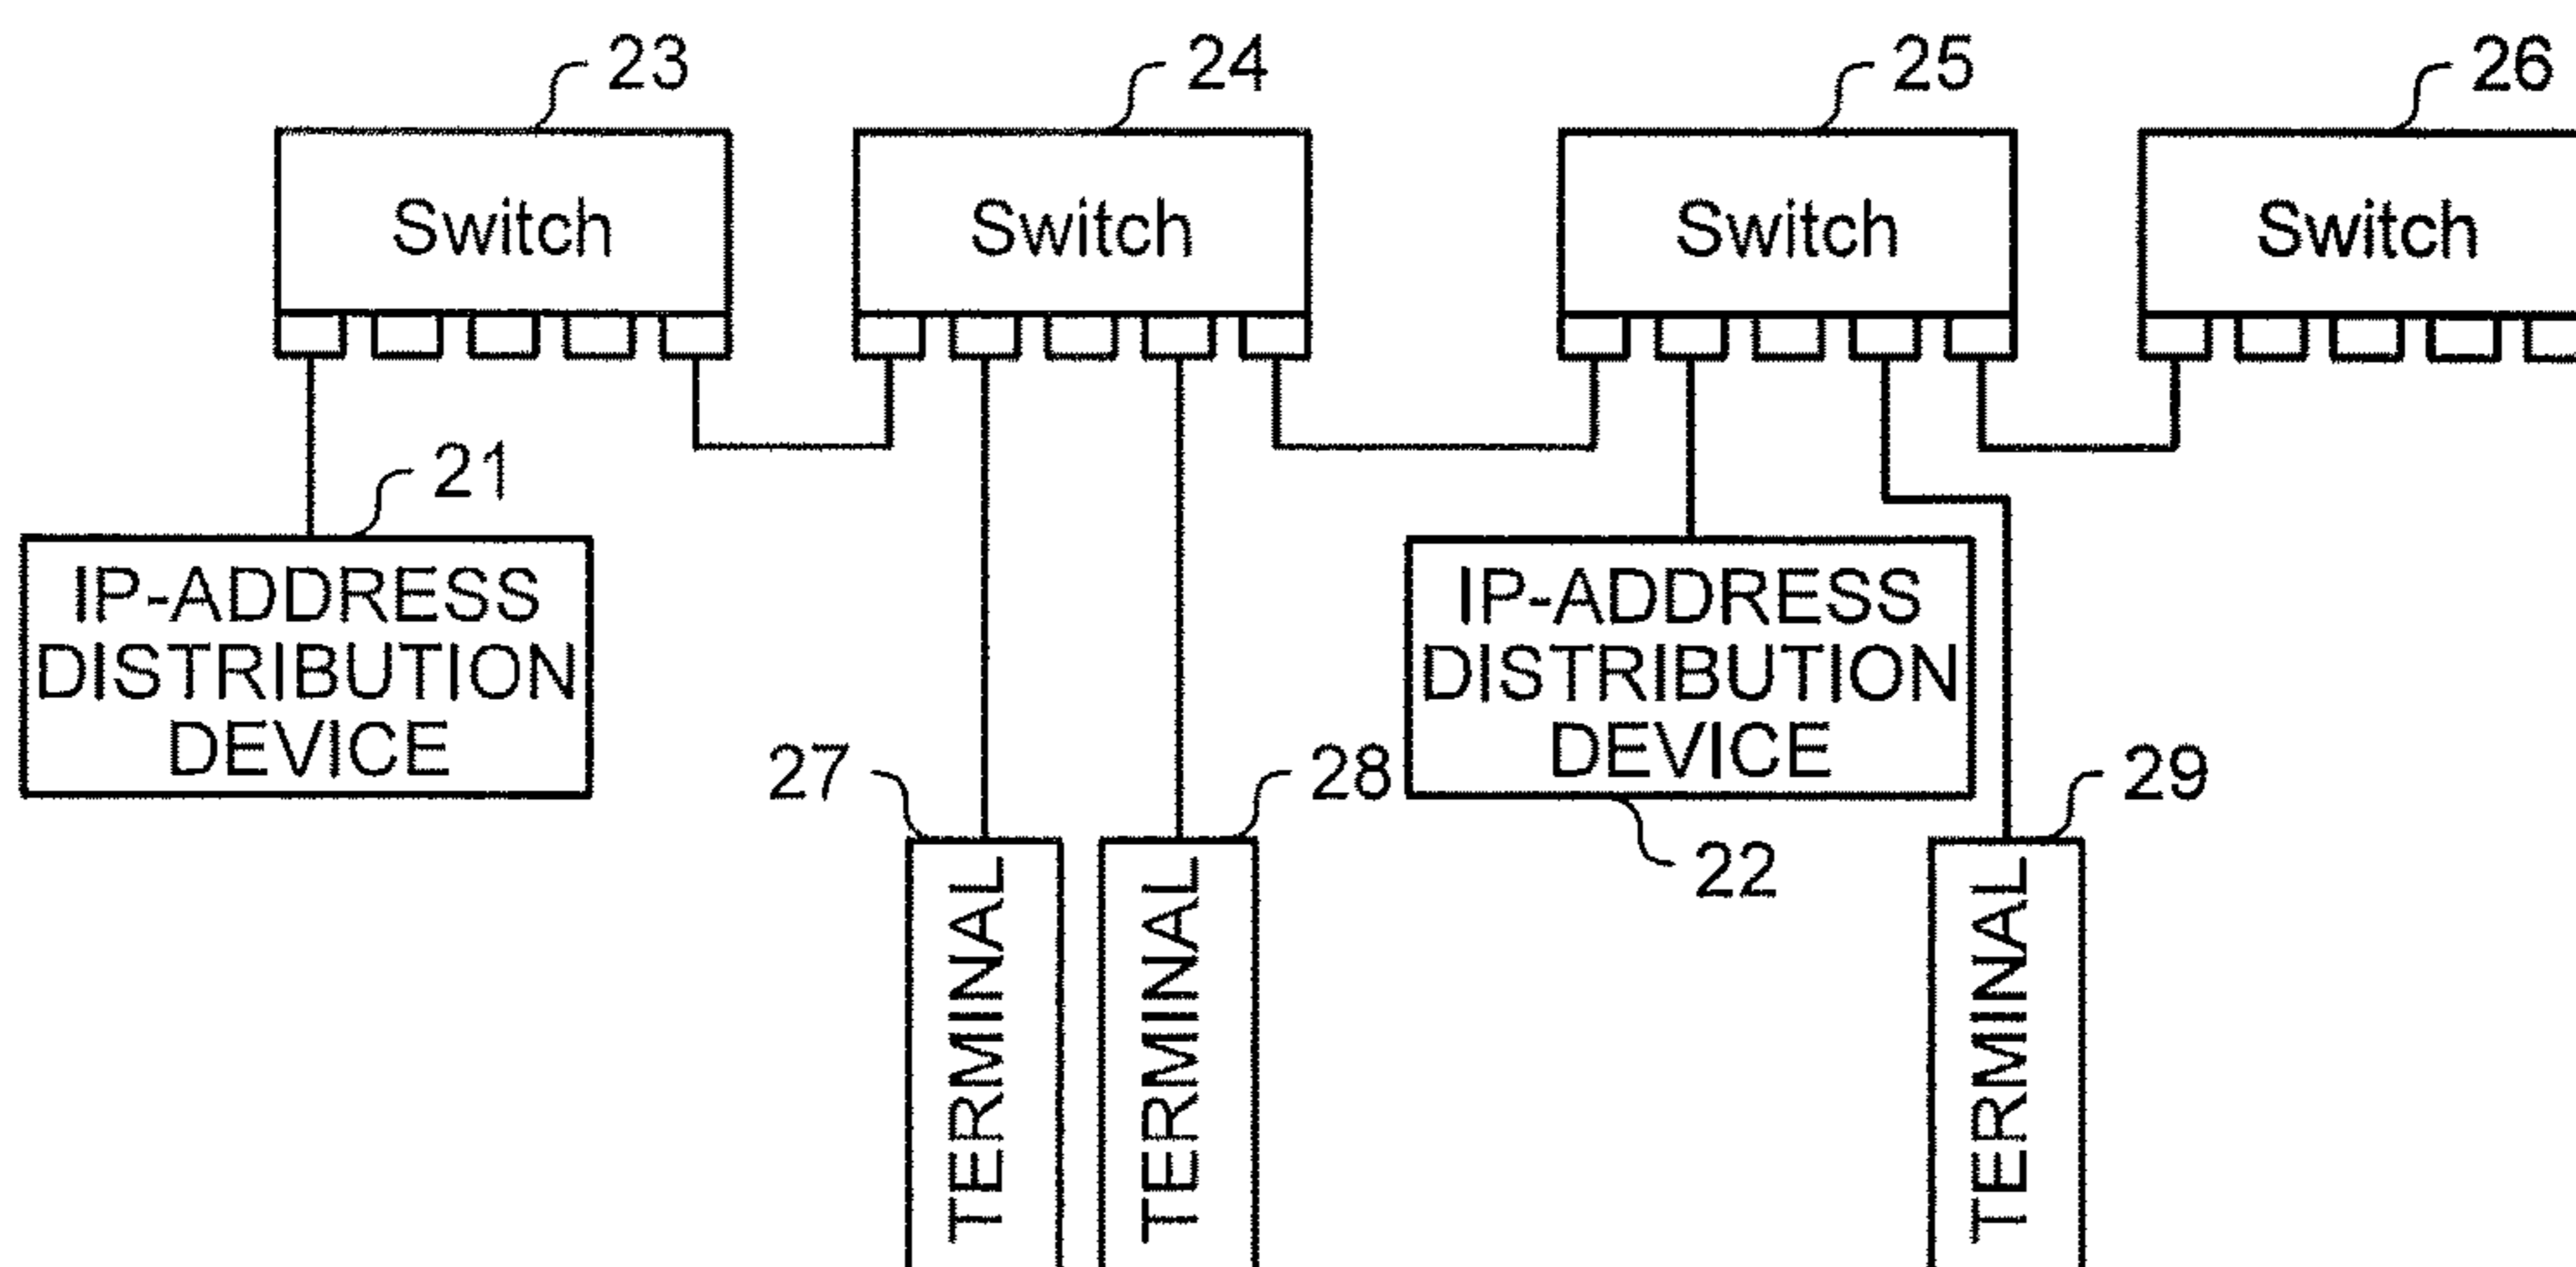 23
24
25
26
Switch
Switch
Switch
Switch
21
IP-ADDRESS
DISTRIBUTION
DEVICE
IP-ADDRESS
DISTRIBUTION
DEVICE
22
27
28
29
TERMINAL
TERMINAL
TERMINAL